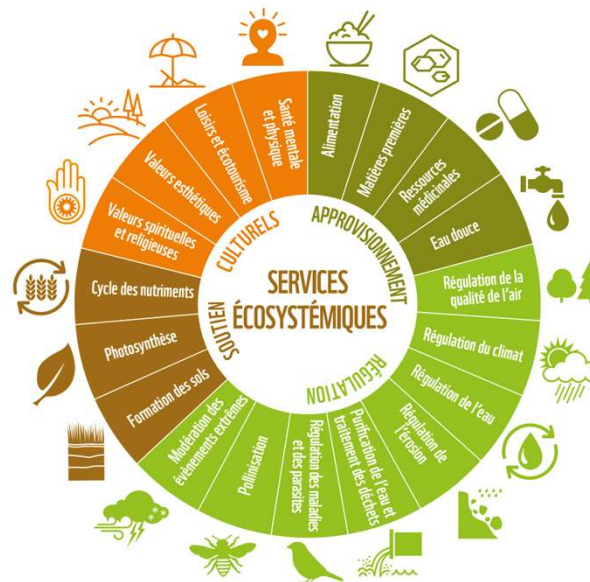 SERVICES
ÉCOSYSTÉMIQUES
CULTURELS
Valeurs spirituelles
et religieuses
Valeurs esthétiques
Loisirs et écotourisme
Santé mentale
et physique
APPROVISIONNEMENT
Alimentation
Matières premières
Ressources
médicinales
Eau douce
RÉGULATION
Régulation de la
qualité de l'air
Régulation du climat
Régulation de l'eau
Régulation de
l'érosion
Purification de l'eau et
traitement des déchets
Régulation des maladies
et des parasites
Pollinisation
Modération des
évènements extrêmes
SOUTIEN
Formation des sols
Photosynthèse
Cycle des nutriments